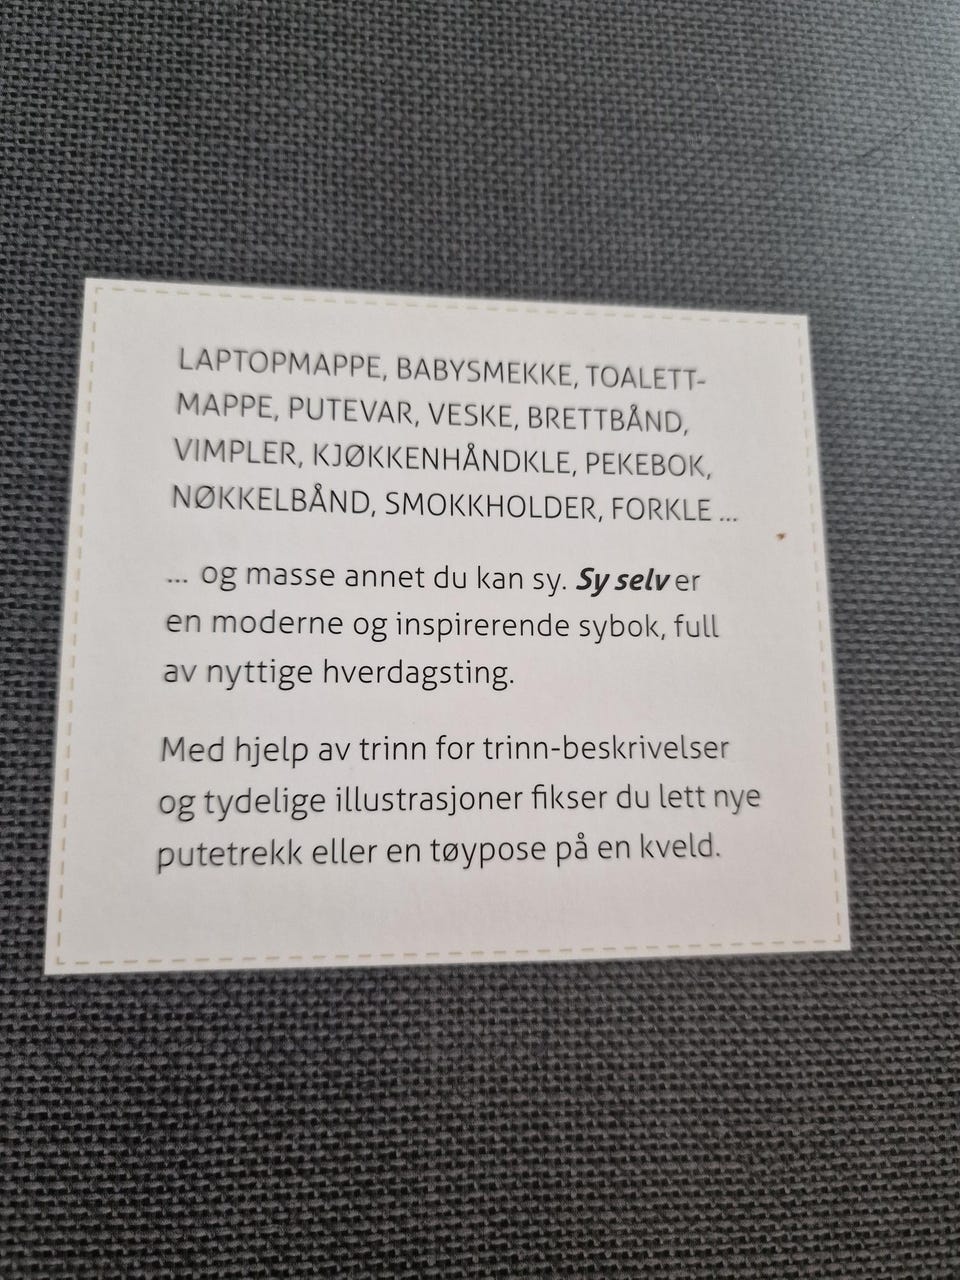 LAPTOPMAPPE, BABYSMEKKE, TOALETT-
MAPPE, PUTEVAR, VESKE, BRETTBÅND,
VIMPLER, KJØKKENHÅNDKLE, PEKEBOK,
NØKKELBÅND, SMOKKHOLDER, FORKLE ...
... og masse annet du kan sy. Sy selv er
en moderne og inspirerende sybok, full
av nyttige hverdagsting.
Med hjelp av trinn for trinn-beskrivelser
og tydelige illustrasjoner fikser du lett nye
putetrekk eller en tøypose på en kveld.